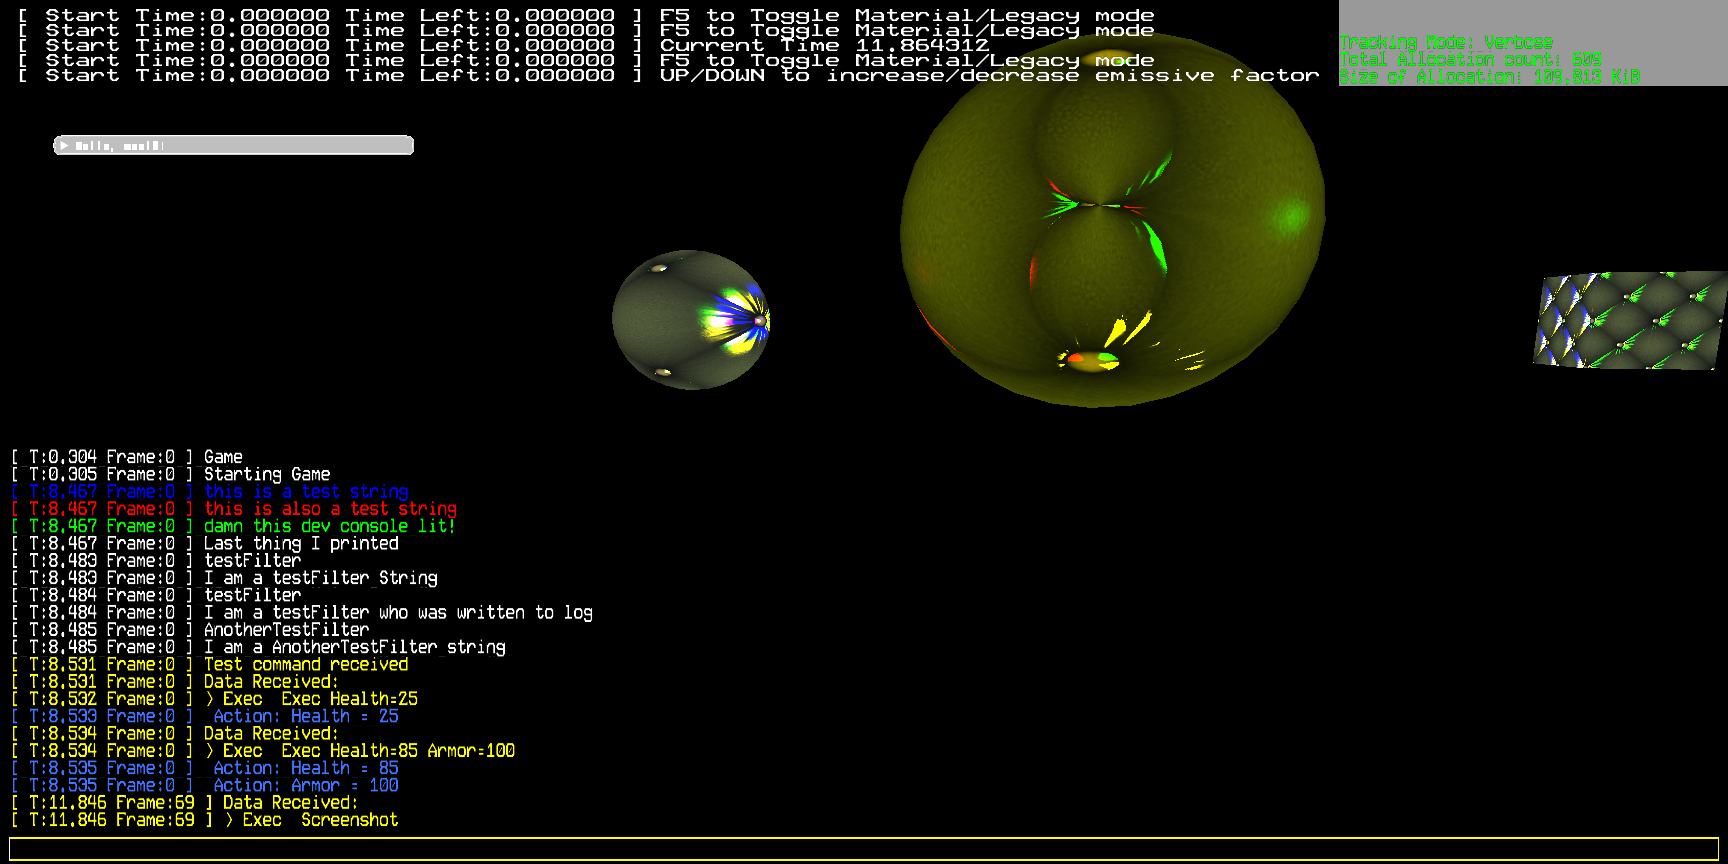 [ Start Time:0.000000 Time Left:0.000000 ] F5 to Toggle Material/Legacy mode
[ Start Time:0.000000 Time Left:0.000000 ] F5 to Toggle Material/Legacy mode
[ Start Time:0.000000 Time Left:0.000000 ] Current Time 11.864312
[ Start Time:0.000000 Time Left:0.000000 ] F5 to Toggle Material/Legacy mode
[ Start Time:0.000000 Time Left:0.000000 ] UP/DOWN to increase/decrease emissive factor
Tracking Mode: Verbose
Total Allocation count: 609
Size of Allocation: 109.813 KiB
[ T:0.304 Frame:0 ] Game
[ T:0.305 Frame:0 ] Starting Game
[ T:8.467 Frame:0 ] this is a test string
[ T:8.467 Frame:0 ] this is also a test string
[ T:8.467 Frame:0 ] damn this dev console lit!
[ T:8.467 Frame:0 ] Last thing I printed
[ T:8.483 Frame:0 ] testFilter
[ T:8.483 Frame:0 ] I am a testFilter String
[ T:8.484 Frame:0 ] testFilter
[ T:8.484 Frame:0 ] I am a testFilter who was written to log
[ T:8.485 Frame:0 ] AnotherTestFilter
[ T:8.485 Frame:0 ] I am a AnotherTestFilter string
[ T:8.531 Frame:0 ] Test command received
[ T:8.531 Frame:0 ] Data Received:
[ T:8.532 Frame:0 ] > Exec  Exec Health=25
[ T:8.533 Frame:0 ]  Action: Health = 25
[ T:8.534 Frame:0 ] Data Received:
[ T:8.534 Frame:0 ] > Exec  Exec Health=85 Armor=100
[ T:8.535 Frame:0 ]  Action: Health = 85
[ T:8.535 Frame:0 ]  Action: Armor = 100
[ T:11.846 Frame:69 ] Data Received:
[ T:11.846 Frame:69 ] > Exec  Screenshot